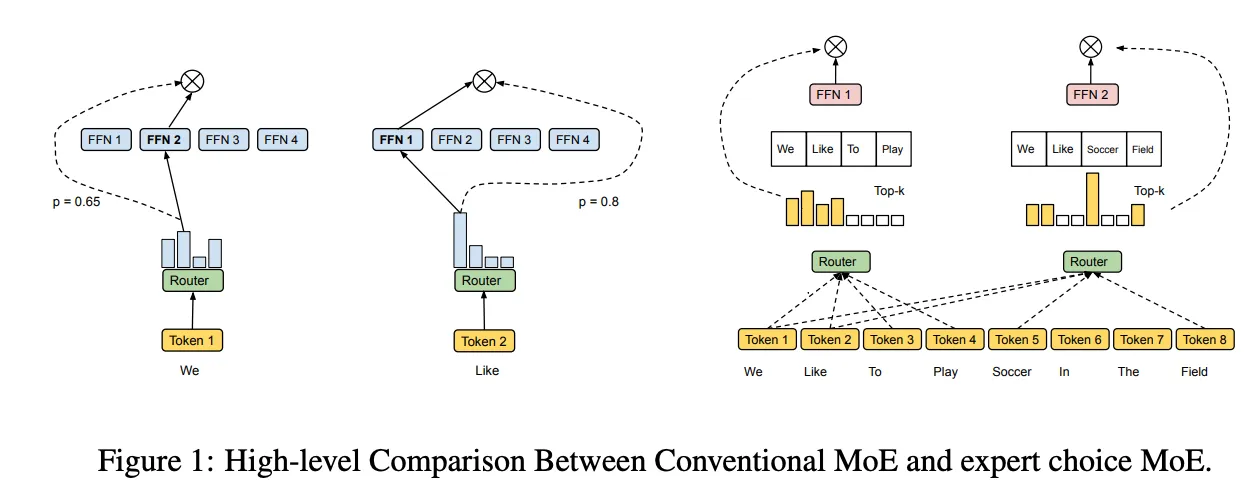 FFN 1 FFN 2 FFN 3 FFN 4
p = 0.65
Router
Token 1
We
FFN 1 FFN 2 FFN 3 FFN 4
p = 0.8
Router
Token 2
Like
FFN 1
We Like To Play
Top-k
Router
FFN 2
We Like Soccer Field
Top-k
Router
Token 1 Token 2 Token 3 Token 4 Token 5 Token 6 Token 7 Token 8
We Like To Play Soccer In The Field
Figure 1: High-level Comparison Between Conventional MoE and expert choice MoE.